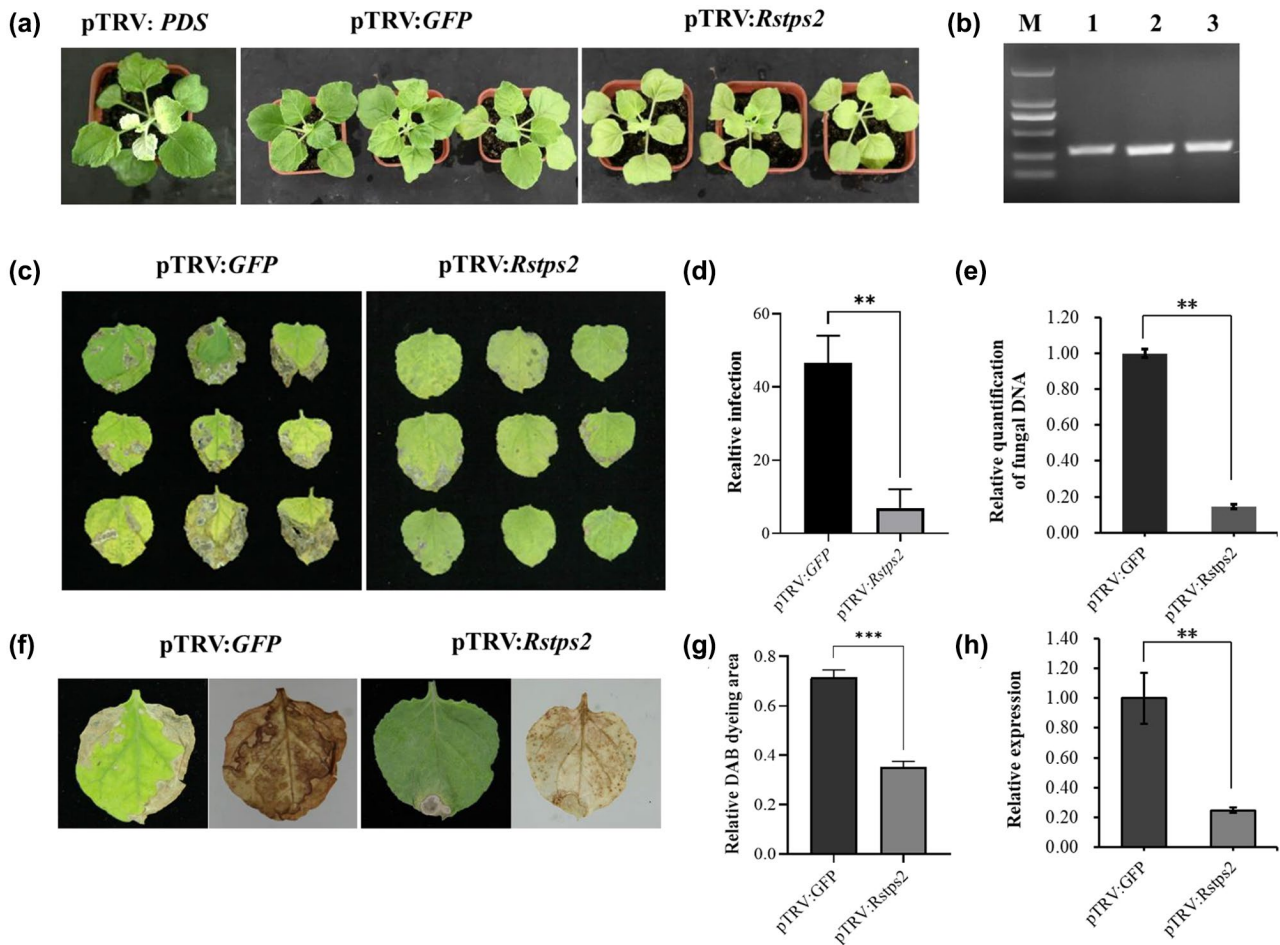 (a)
pTRV: PDS
pTRV:GFP
pTRV:Rstps2
(b)
M 1 2 3
(c)
pTRV:GFP
pTRV:Rstps2
(d)
Realtive infection
60
40
20
0
**
pTRV:GFP
pTRV:Rstps2
(e)
Relative quantification
of fungal DNA
1.20
1.00
0.80
0.60
0.40
0.20
0.00
**
pTRV:GFP
pTRV:Rstps2
(f)
pTRV:GFP
pTRV:Rstps2
(g)
Relative DAB dyeing area
0.8
0.6
0.4
0.2
0.0
***
pTRV:GFP
pTRV:Rstps2
(h)
Relative expression
1.40
1.20
1.00
0.80
0.60
0.40
0.20
0.00
**
pTRV:GFP
pTRV:Rstps2